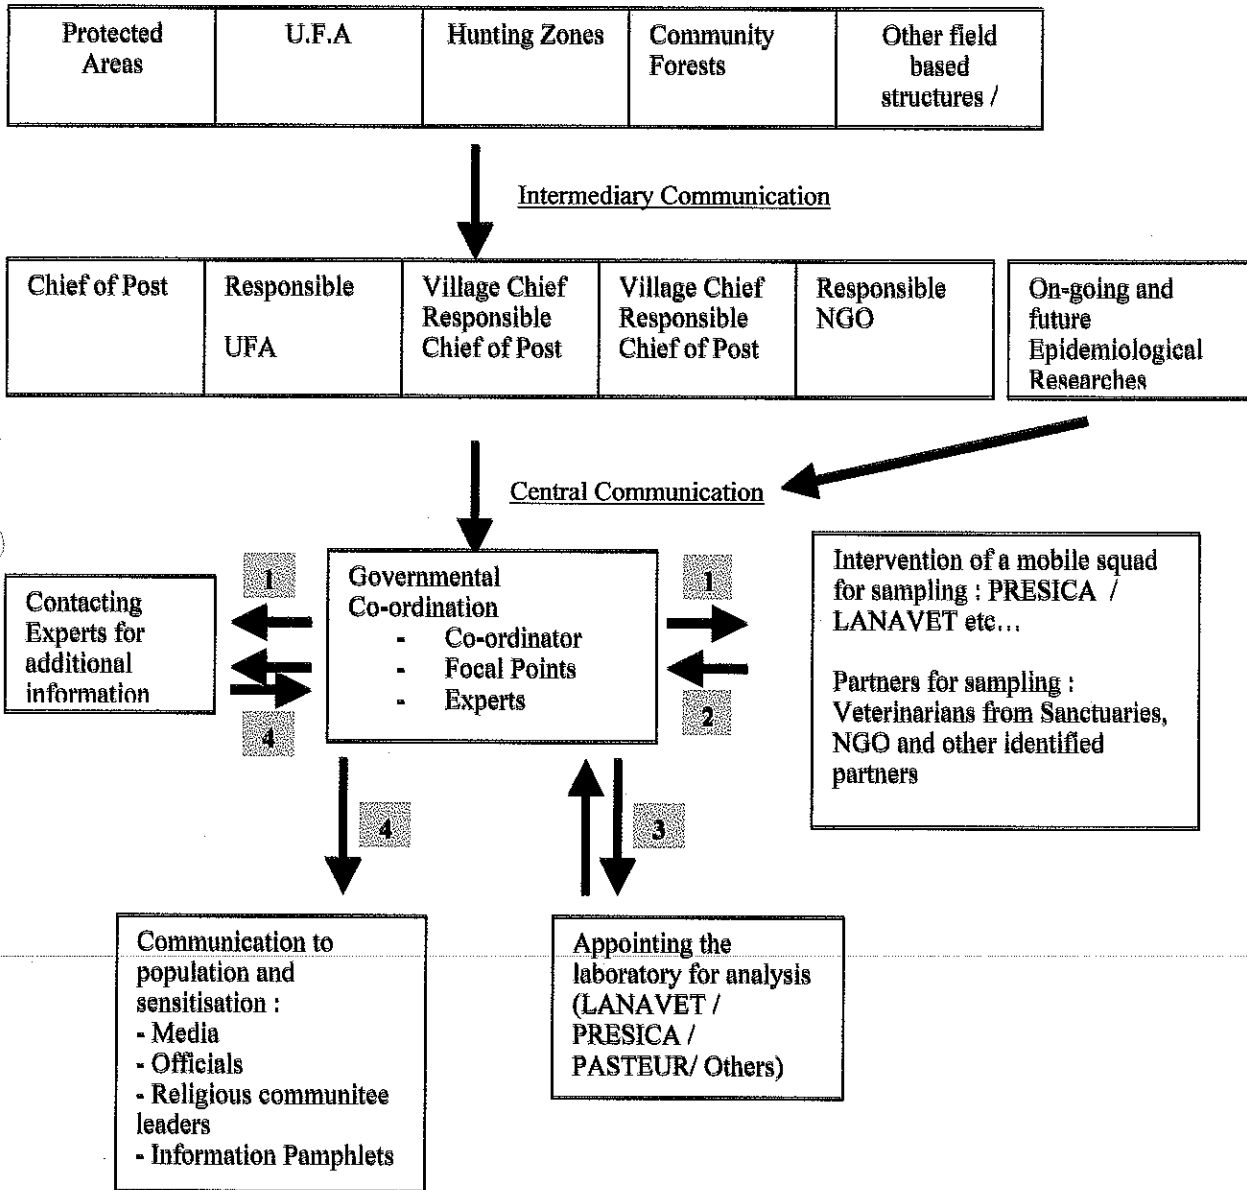 Protected
Areas
U.F.A
Hunting Zones
Community
Forests
Other field
based
structures /
Intermediary Communication
Chief of Post
Responsible
UFA
Village Chief
Responsible
Chief of Post
Village Chief
Responsible
Chief of Post
Responsible
NGO
On-going and
future
Epidemiological
Researches
Central Communication
1
Contacting
Experts for
additional
information
4
Governmental
Co-ordination
- Co-ordinator
- Focal Points
- Experts
1
2
Intervention of a mobile squad
for sampling : PRESICA /
LANAVET etc...
Partners for sampling :
Veterinarians from Sanctuaries,
NGO and other identified
partners
4
3
Communication to
population and
sensitisation :
- Media
- Officials
- Religious communitee
leaders
- Information Pamphlets
Appointing the
laboratory for analysis
(LANAVET /
PRESICA /
PASTEUR/ Others)